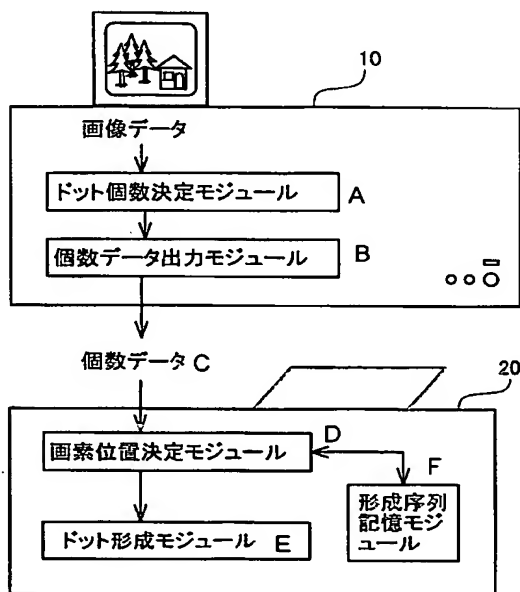 10
画像データ
ドット個数決定モジュール A
個数データ出力モジュール B
個数データ C
20
画素位置決定モジュール D
F
形成序列
記憶モジ
ュール
ドット形成モジュール E